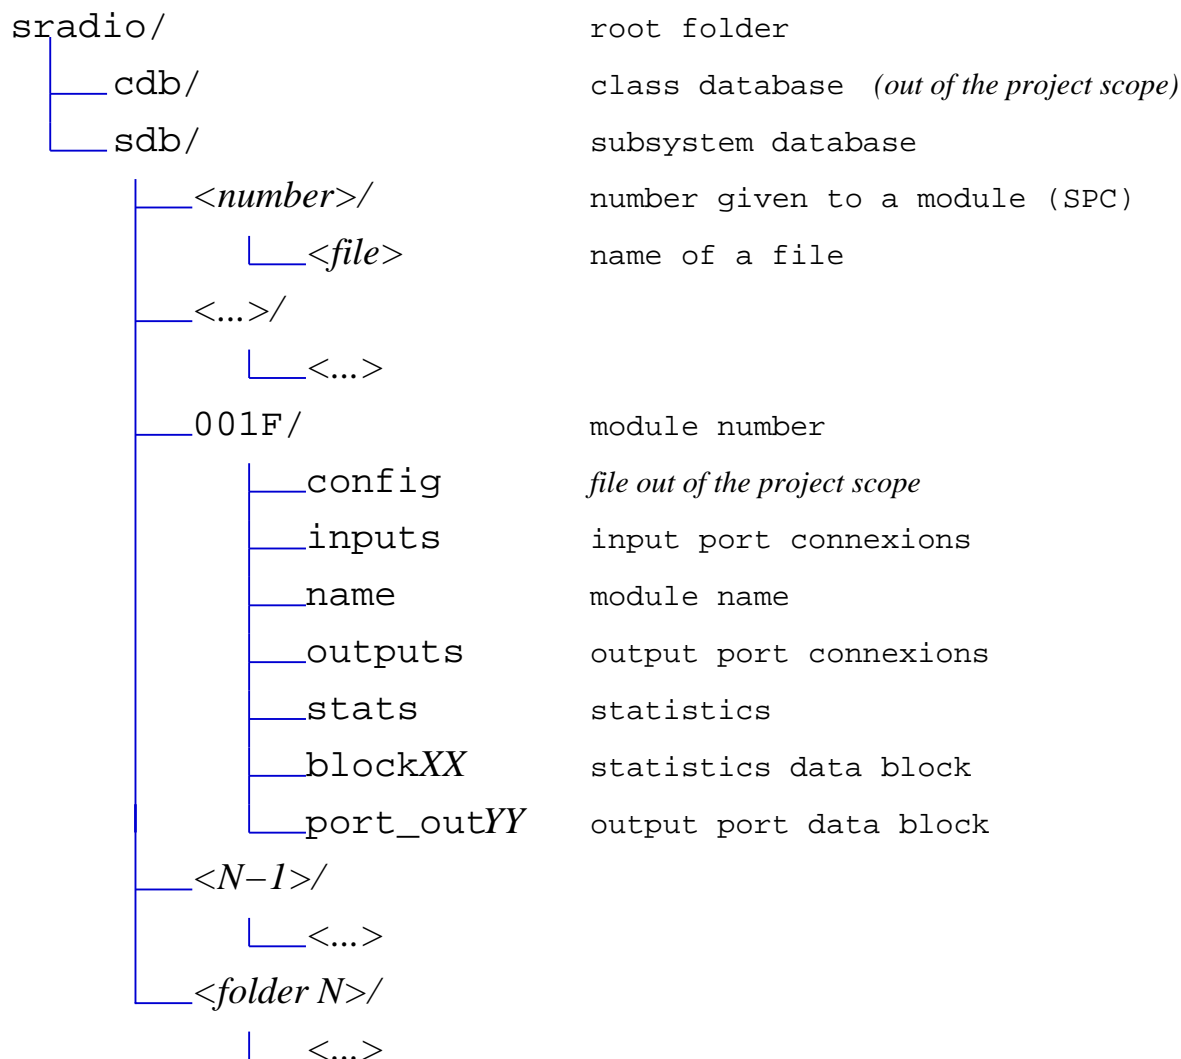 sradio/ root folder
cdb/ class database (out of the project scope)
sdb/ subsystem database
<number>/ number given to a module (SPC)
<file> name of a file
<...>/
<...>
001F/ module number
config file out of the project scope
inputs input port connexions
name module name
outputs output port connexions
stats statistics
blockXX statistics data block
port_outYY output port data block
<N−1>/
<...>
<folder N>/
<...>